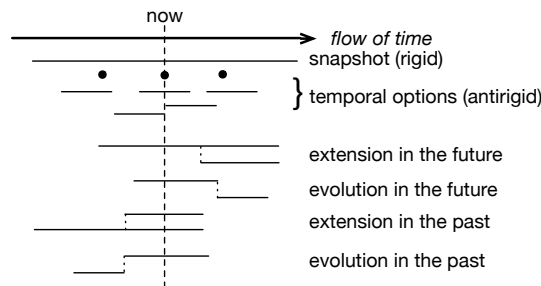 now
flow of time
snapshot (rigid)
temporal options (antirigid)
extension in the future
evolution in the future
extension in the past
evolution in the past